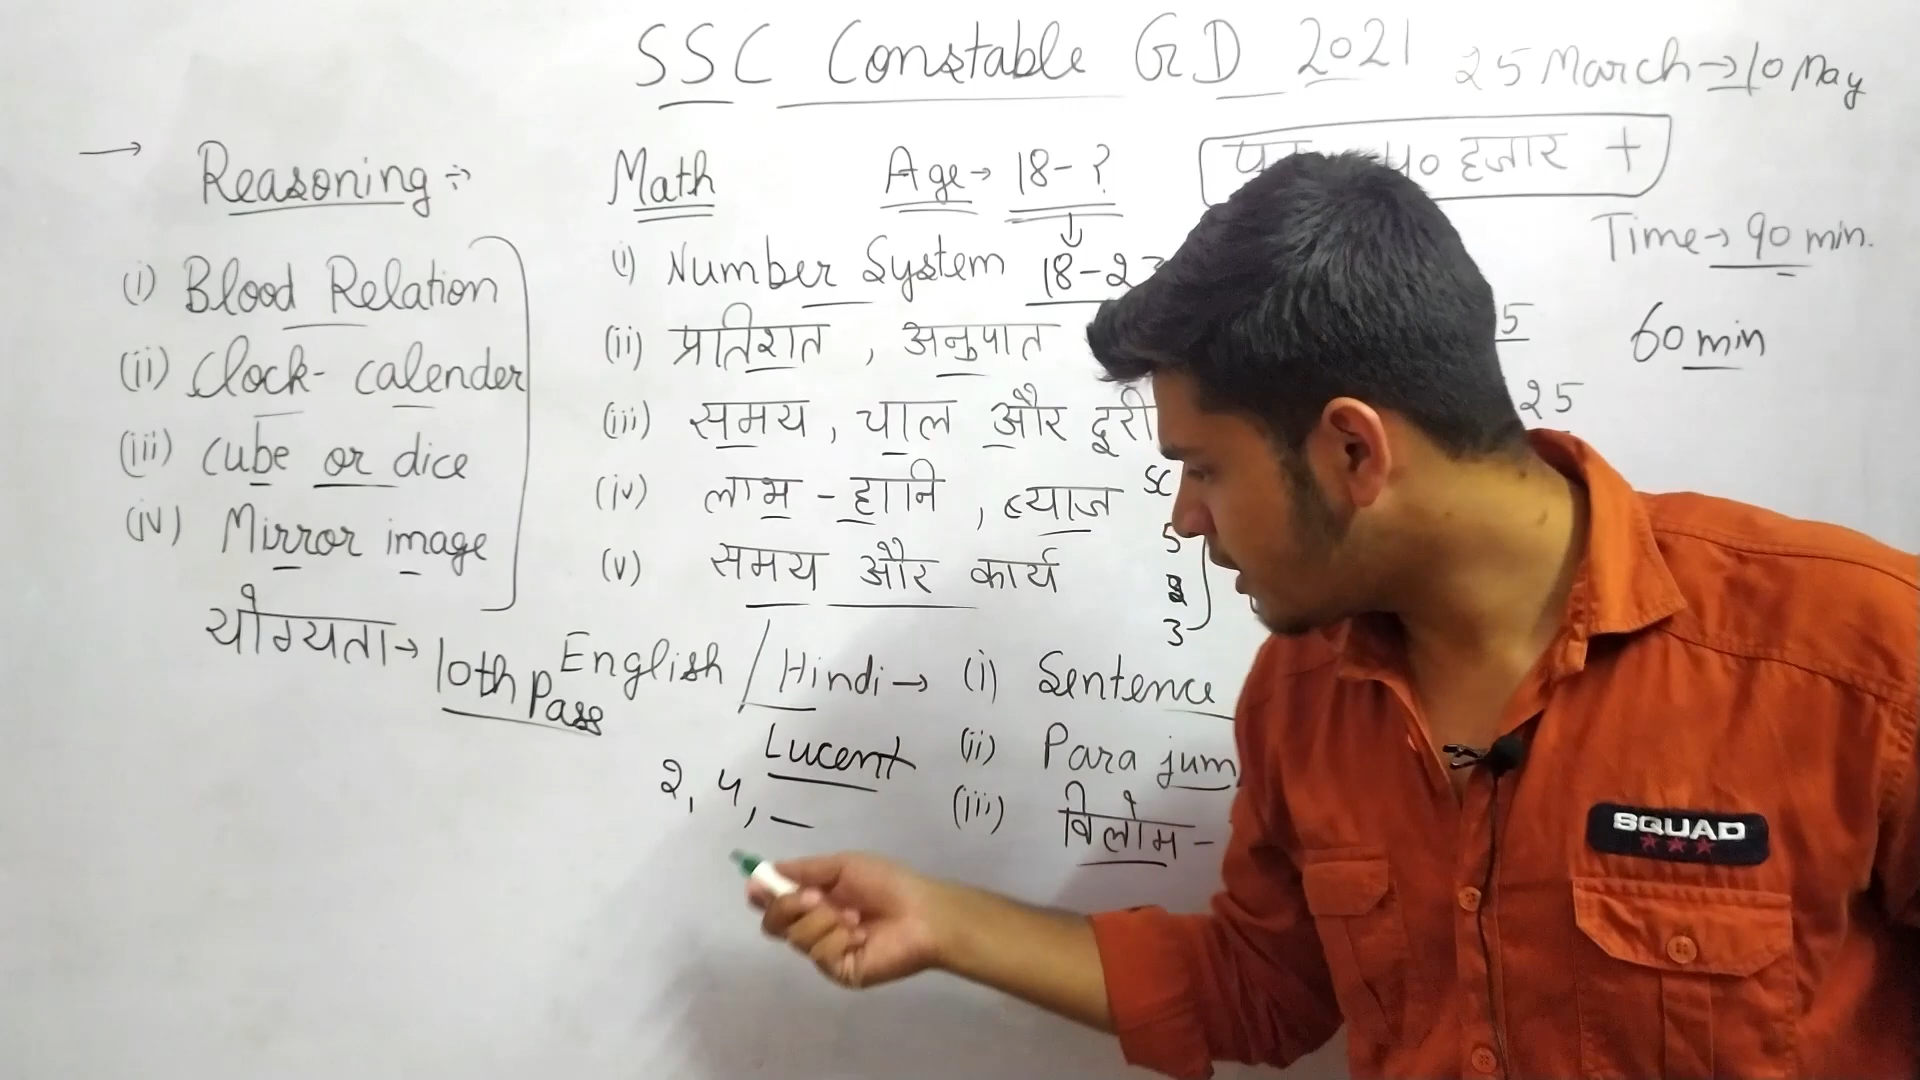 SSC Constable GD 2021
25 March → 10 May
→ Reasoning :-
(i) Blood Relation
(ii) Clock - calender
(iii) cube or dice
(iv) Mirror image
योग्यता → 10th Pass
Math
(i) Number System
(ii) प्रतिशत , अनुपात
(iii) समय , चाल और दूरी
(iv) लाभ - हानि , ब्याज
(v) समय और कार्य
Age → 18 - ?
18 - 23
40 हजार +
Time → 90 min.
60 min
5
25
SC
5
3
English / Hindi → (i) Sentence
(ii) Para jum
(iii) विलोम -
Lucent
2, 4, _
SQUAD